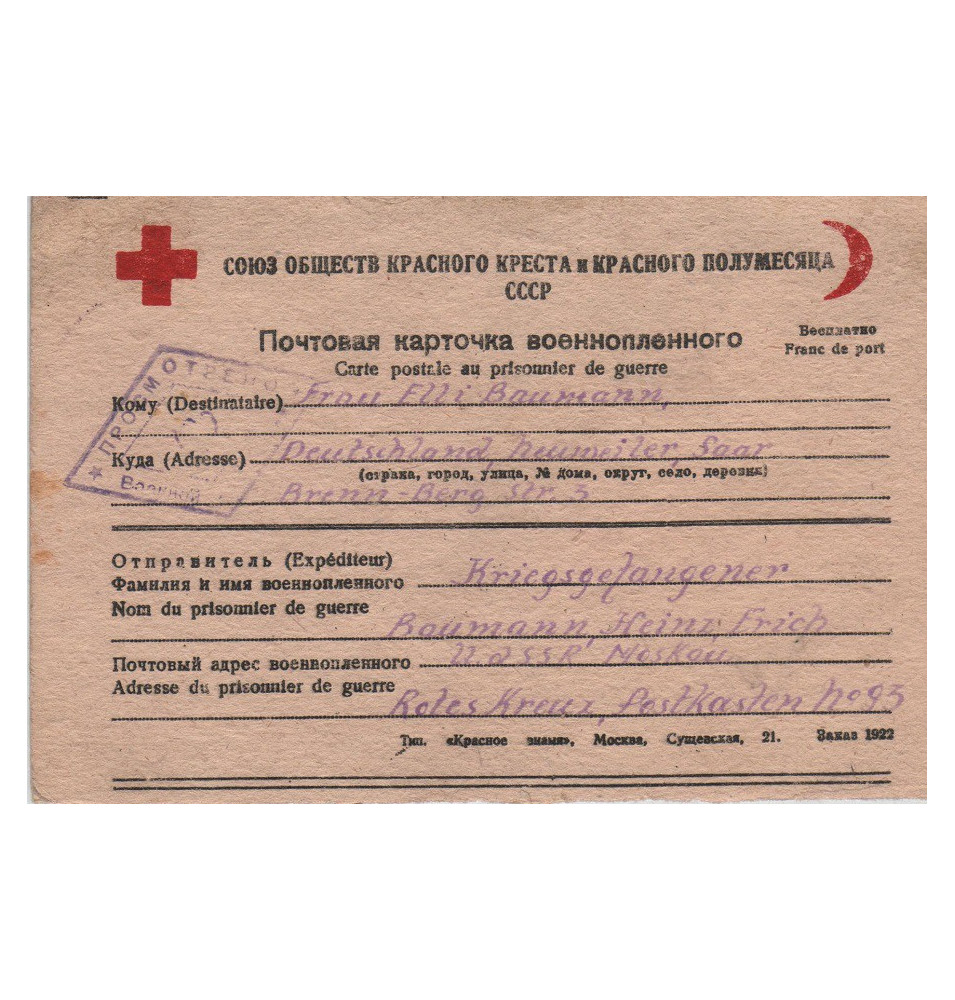 СОЮЗ ОБЩЕСТВ КРАСНОГО КРЕСТА и КРАСНОГО ПОЛУМЕСЯЦА
СССР
Почтовая карточка военнопленного
Бесплатно
Franc de port
Carte postale au prisonnier de guerre
ПРОСМОТРЕНО
Военной
Кому (Destinataire) Frau Elli Baumann,
Куда (Adresse) Deutschland, Neuweiler, Saar
(страна, город, улица, № дома, округ, село, деревня)
Brenn-Berg Str. 3
Отправитель (Expéditeur)
Фамилия и имя военнопленного Kriegsgefangener
Nom du prisonnier de guerre
Baumann, Heinz, Erich
Почтовый адрес военнопленного U.d.S.S.R. Moskau
Adresse du prisonnier de guerre
Rotes Kreuz, Postkasten No 93
Тип. «Красное знамя», Москва, Сущевская, 21. Заказ 1922